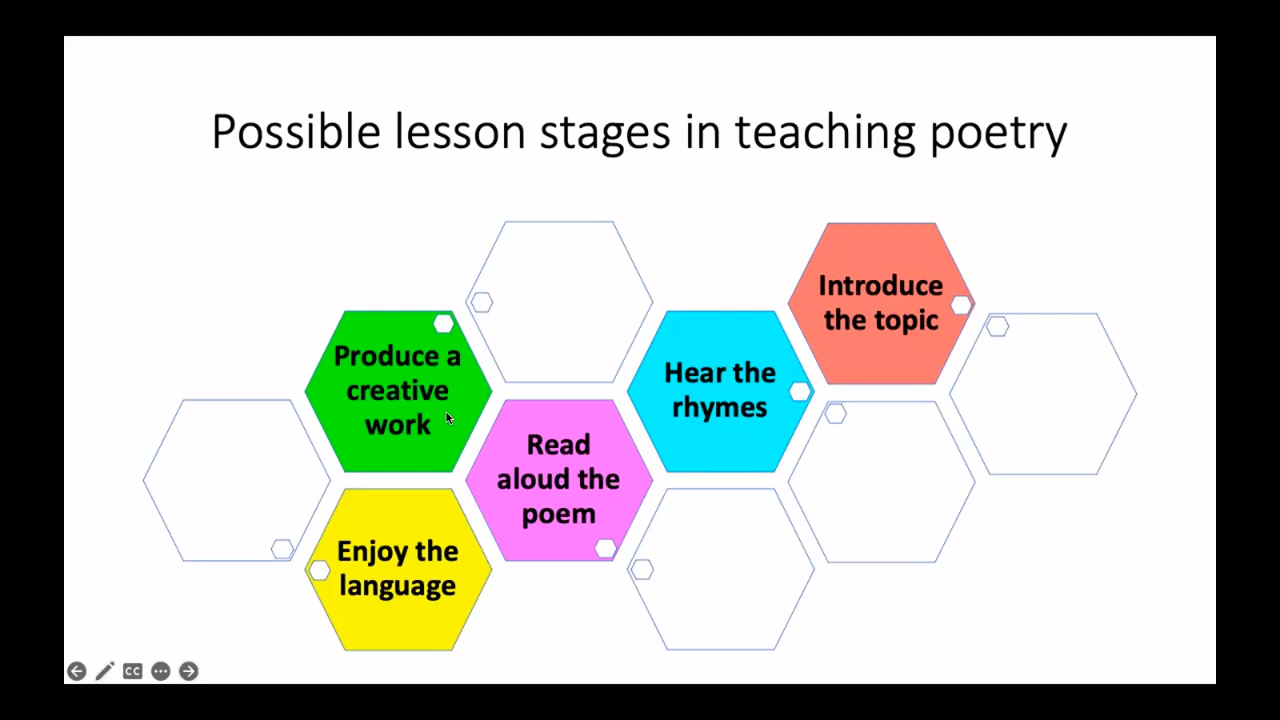 Possible lesson stages in teaching poetry
Introduce
the topic
Produce a
creative
work
Hear the
rhymes
Read
aloud the
poem
Enjoy the
language
CC